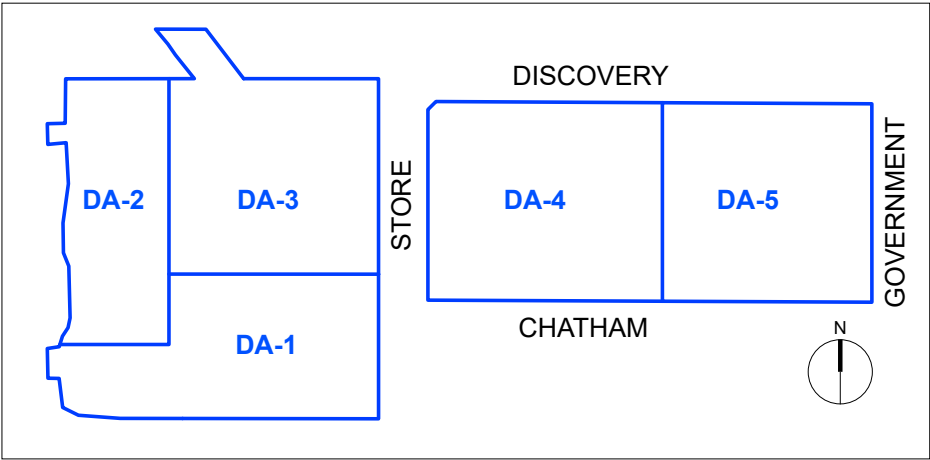 DISCOVERY
DA-2
DA-3
STORE
DA-4
DA-5
GOVERNMENT
CHATHAM
DA-1
N